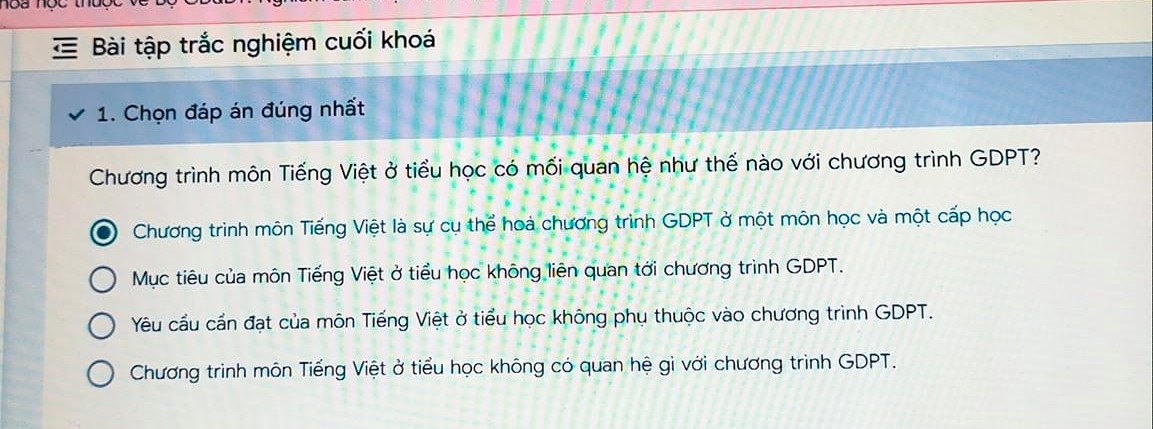 Bài tập trắc nghiệm cuối khoá
1. Chọn đáp án đúng nhất
Chương trình môn Tiếng Việt ở tiểu học có mối quan hệ như thế nào với chương trình GDPT?
Chương trình môn Tiếng Việt là sự cụ thể hoả chương trình GDPT ở một môn học và một cấp học
Mục tiêu của môn Tiếng Việt ở tiểu học không liên quan tới chương trình GDPT.
Yêu cầu cần đạt của môn Tiếng Việt ở tiểu học không phụ thuộc vào chương trình GDPT.
Chương trình môn Tiếng Việt ở tiểu học không có quan hệ gì với chương trình GDPT.